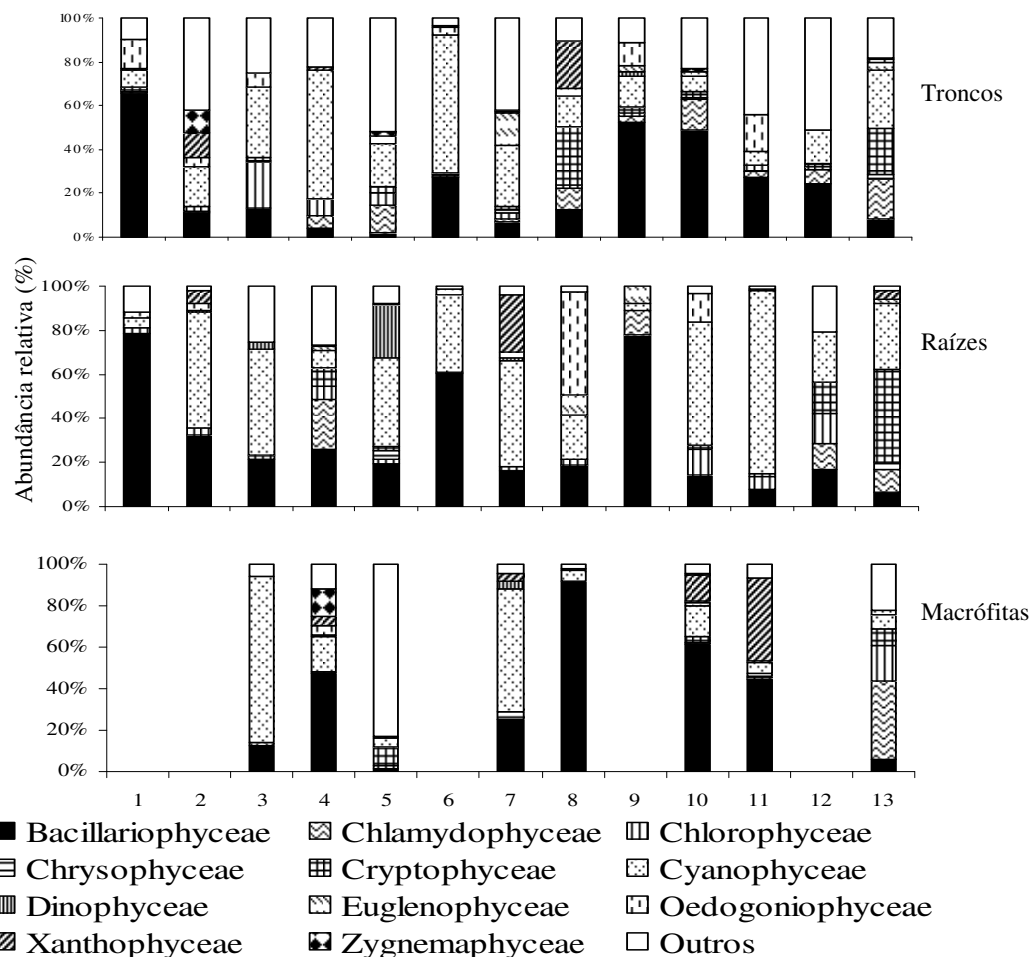 100%
80%
60%
40%
20%
0%
Troncos
Abundância relativa (%)
100%
80%
60%
40%
20%
0%
Raízes
100%
80%
60%
40%
20%
0%
Macrófitas
1 2 3 4 5 6 7 8 9 10 11 12 13
Bacillariophyceae Chlamydophyceae Chlorophyceae
Chrysophyceae Cryptophyceae Cyanophyceae
Dinophyceae Euglenophyceae Oedogoniophyceae
Xanthophyceae Zygnemaphyceae Outros